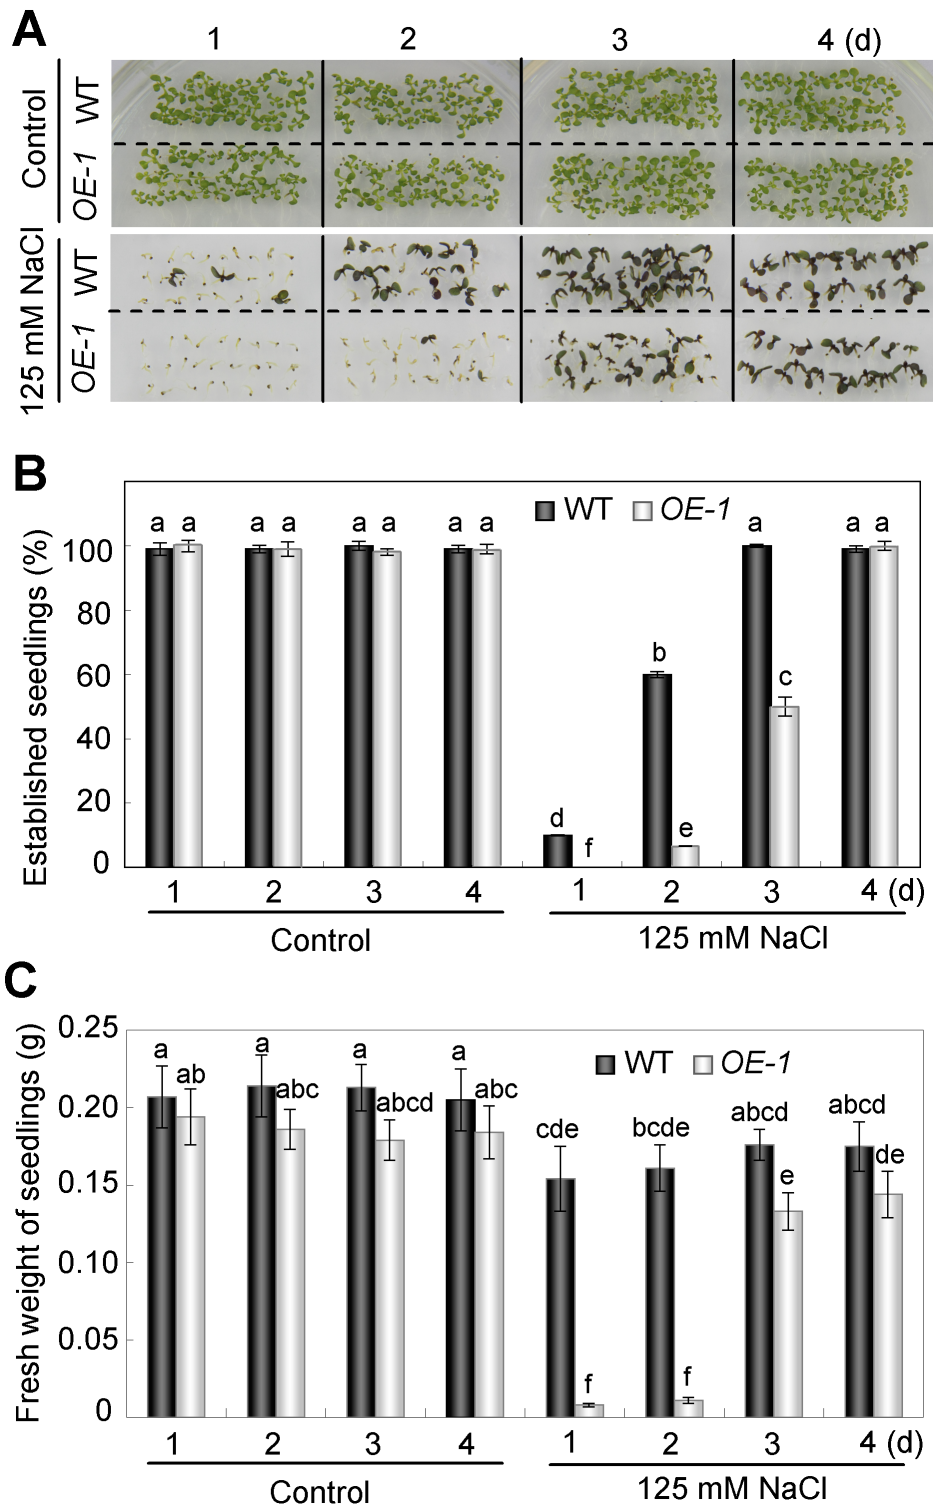 A
1 2 3 4 (d)
Control
WT
OE-1
125 mM NaCl
WT
OE-1
B
Established seedlings (%)
WT OE-1
a a a a a a a a d f b e a c a a
100
80
60
40
20
0
1 2 3 4 1 2 3 4 (d)
Control 125 mM NaCl
C
Fresh weight of seedlings (g)
WT OE-1
a ab a abc a abcd a abc cde f bcde f abcd e abcd de
0.25
0.20
0.15
0.10
0.05
0
1 2 3 4 1 2 3 4 (d)
Control 125 mM NaCl